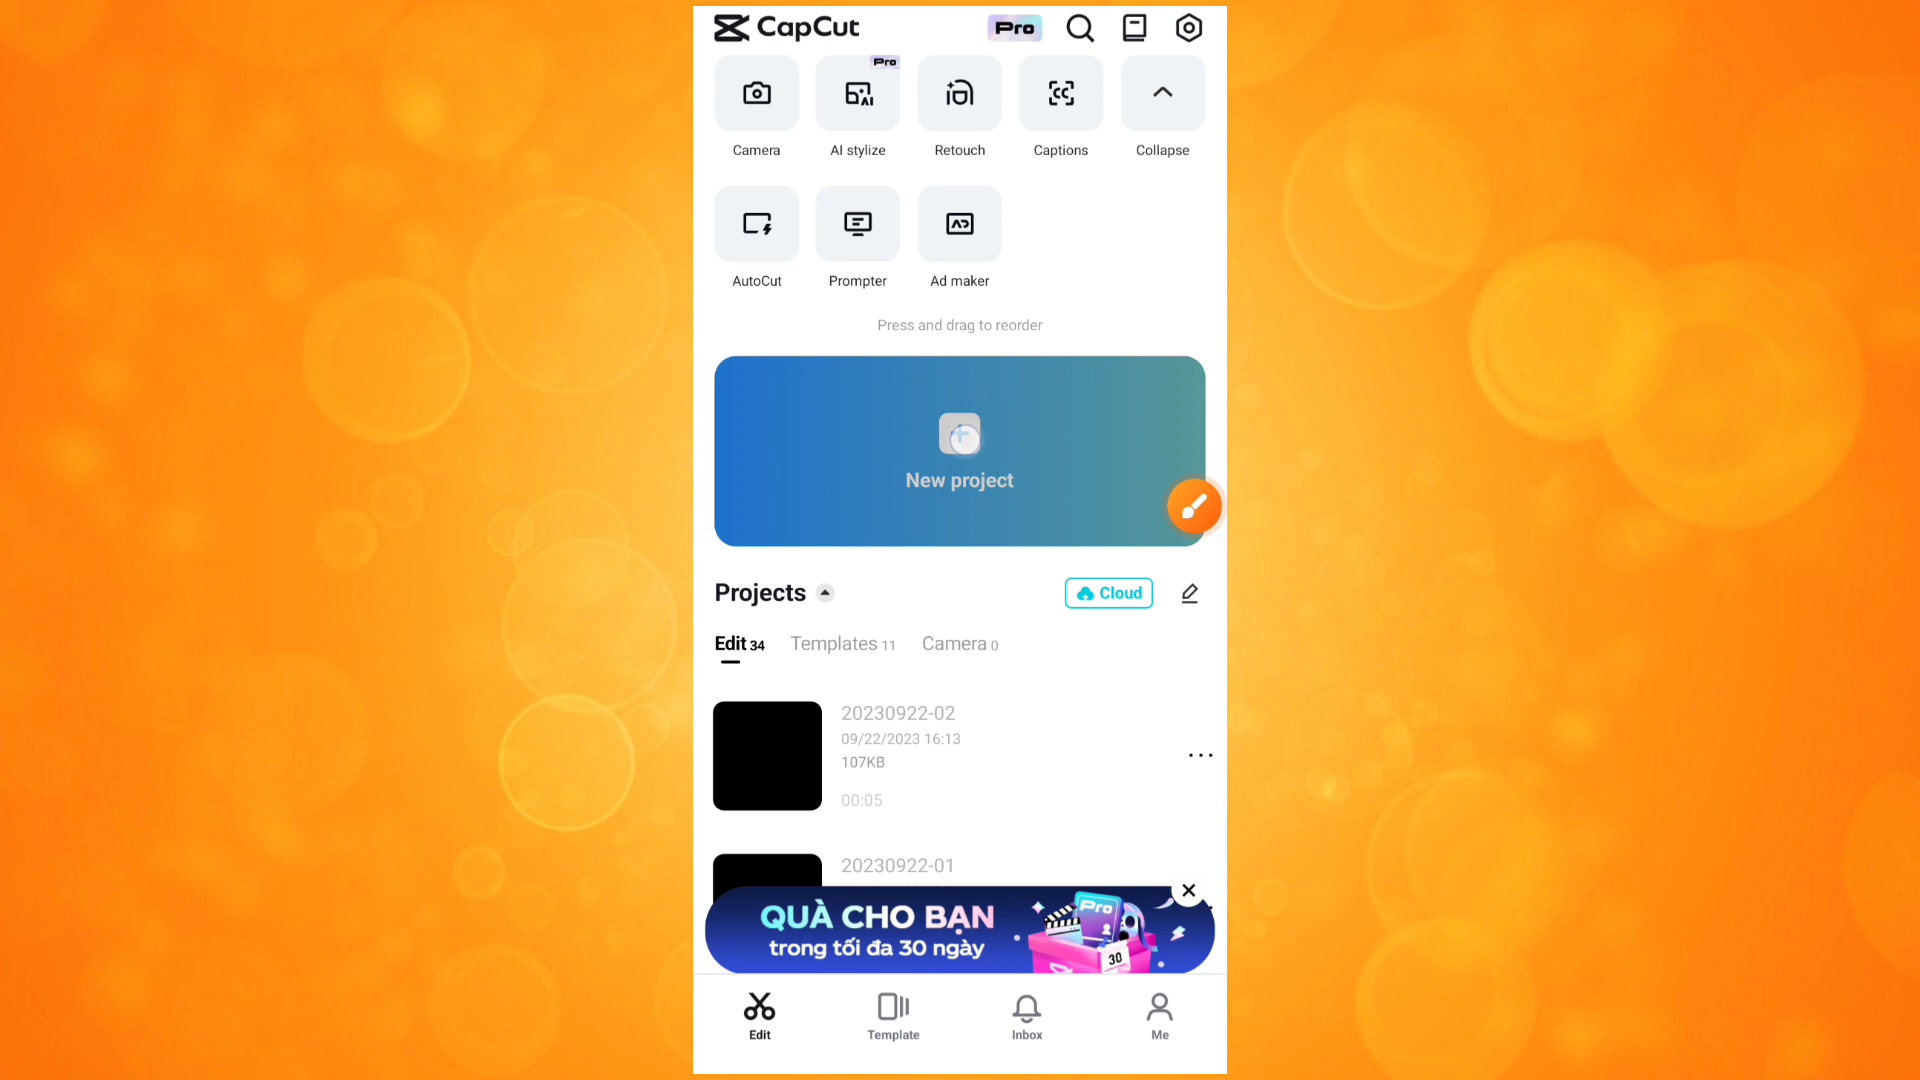 CapCut
Pro
Pro
Camera
AI stylize
Retouch
Captions
Collapse
AutoCut
Prompter
Ad maker
Press and drag to reorder
New project
Projects
Cloud
Edit 34
Templates 11
Camera 0
20230922-02
09/22/2023 16:13
107KB
00:05
20230922-01
QUÀ CHO BẠN
trong tối đa 30 ngày
Pro
30
Edit
Template
Inbox
Me